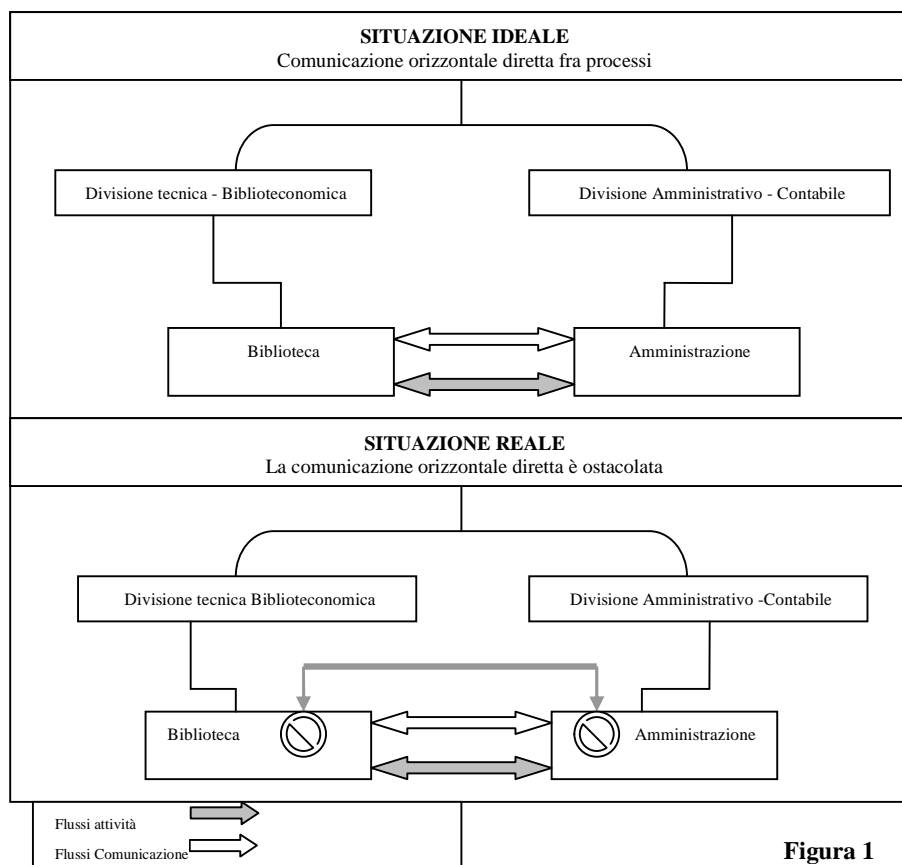 SITUAZIONE IDEALE
Comunicazione orizzontale diretta fra processi
Divisione tecnica - Biblioteconomica
Divisione Amministrativo - Contabile
Biblioteca
Amministrazione
SITUAZIONE REALE
La comunicazione orizzontale diretta è ostacolata
Divisione tecnica Biblioteconomica
Divisione Amministrativo -Contabile
Biblioteca
Amministrazione
Flussi attività
Flussi Comunicazione
Figura 1